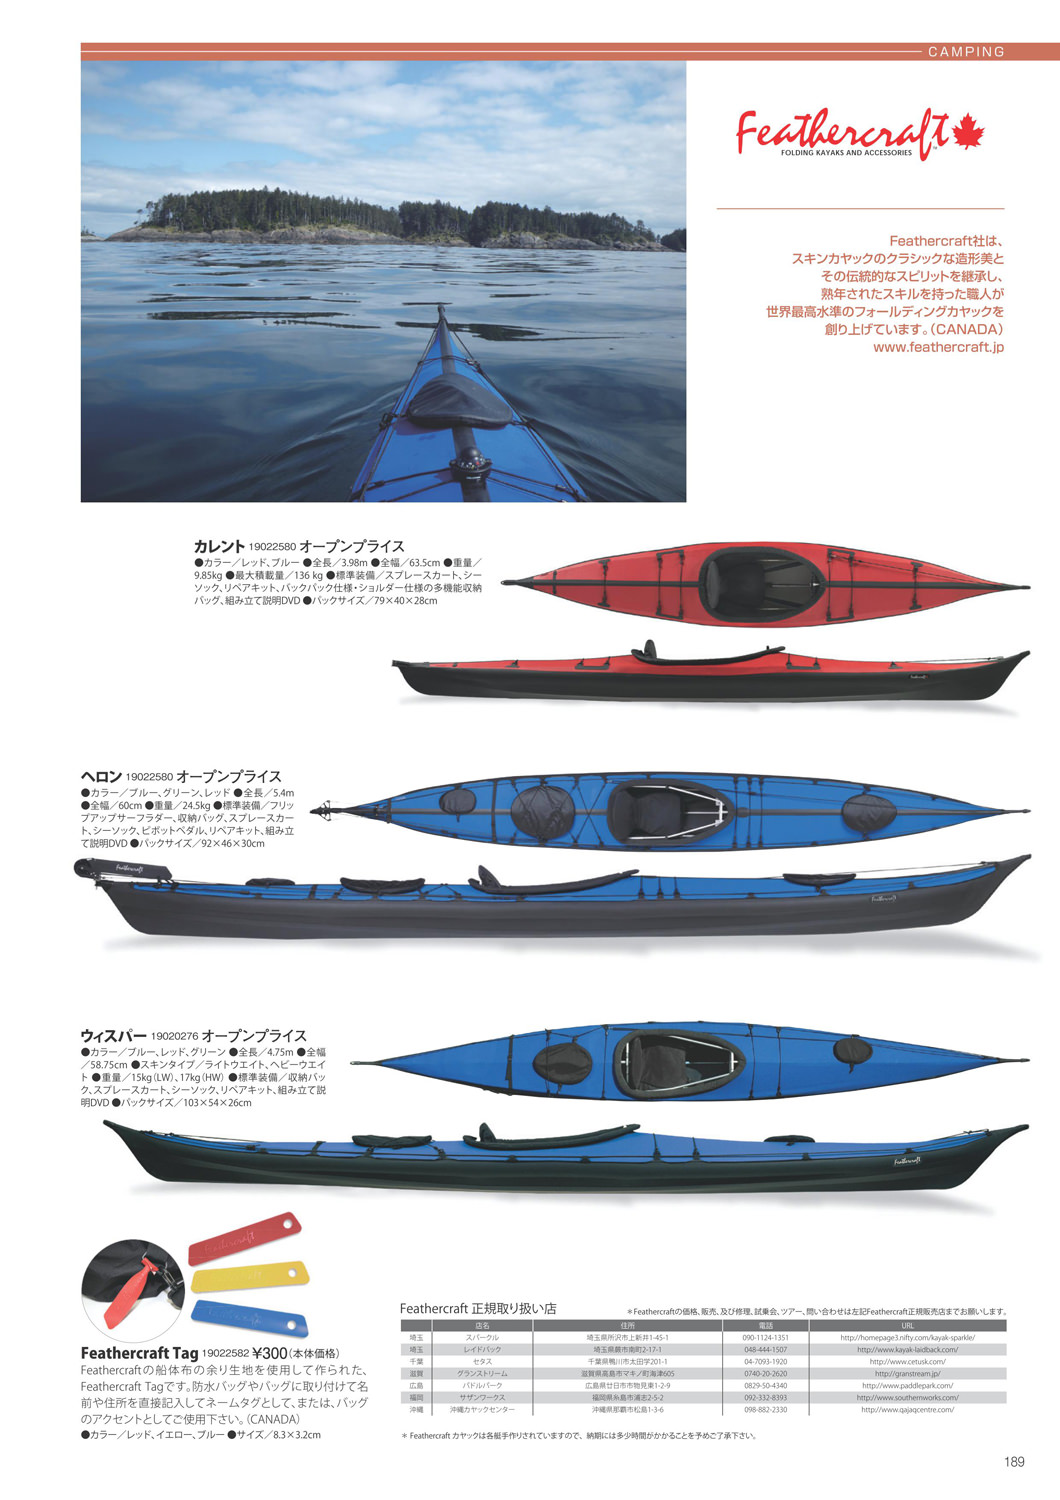 CAMPING
Feathercraft
FOLDING KAYAKS AND ACCESSORIES
Feathercraft社は、
スキンカヤックのクラシックな造形美と
その伝統的なスピリットを継承し、
熟年されたスキルを持った職人が
世界最高水準のフォールディングカヤックを
創り上げています。（CANADA）
www.feathercraft.jp
カレント 19022580 オープンプライス
●カラー／レッド、ブルー ●全長／3.98m ●全幅／63.5cm ●重量／
9.85kg ●最大積載量／136 kg ●標準装備／スプレースカート、シー
ソック、リペアキット、バックパック仕様・ショルダー仕様の多機能収納
バッグ、組み立て説明DVD ●パックサイズ／79×40×28cm
ヘロン 19022580 オープンプライス
●カラー／ブルー、グリーン、レッド ●全長／5.4m
●全幅／60cm ●重量／24.5kg ●標準装備／フリッ
プアップサーフラダー、収納バッグ、スプレースカー
ト、シーソック、ピボットペダル、リペアキット、組み立
て説明DVD ●パックサイズ／92×46×30cm
Feathercraft
Feathercraft
ウィスパー 19020276 オープンプライス
●カラー／ブルー、レッド、グリーン ●全長／4.75m ●全幅
／58.75cm ●スキンタイプ／ライトウエイト、ヘビーウエイ
ト ●重量／15kg（LW）、17kg（HW） ●標準装備／収納バッ
ク、スプレースカート、シーソック、リペアキット、組み立て説
明DVD ●パックサイズ／103×54×26cm
Feathercraft
Feathercraft Tag 19022582 ¥300（本体価格）
Feathercraftの船体布の余り生地を使用して作られた、
Feathercraft Tagです。防水バッグやバッグに取り付けて名
前や住所を直接記入してネームタグとして、または、バッグ
のアクセントとしてご使用下さい。（CANADA）
●カラー／レッド、イエロー、ブルー ●サイズ／8.3×3.2cm
Feathercraft 正規取り扱い店
＊Feathercraftの価格、販売、及び修理、試乗会、ツアー、問い合わせは左記Feathercraft正規販売店までお願いします。
店名 住所 電話 URL
埼玉 スパークル 埼玉県所沢市上新井1-45-1 090-1124-1351 http://homepage3.nifty.com/kayak-sparkle/
埼玉 レイドバック 埼玉県蕨市南町2-17-1 048-444-1507 http://www.kayak-laidback.com/
千葉 セタス 千葉県鴨川市太田学201-1 04-7093-1920 http://www.cetusk.com/
滋賀 グランストリーム 滋賀県高島市マキノ町海津605 0740-20-2620 http://granstream.jp/
広島 パドルパーク 広島県廿日市市物見東1-2-9 0829-50-4340 http://www.paddlepark.com/
福岡 サザンワークス 福岡県糸島市浦志2-5-2 092-332-8393 http://www.southernworks.com/
沖縄 沖縄カヤックセンター 沖縄県那覇市松島1-3-6 098-882-2330 http://www.qajaqcentre.com/
＊ Feathercraft カヤックは各艇手作りされていますので、納期には多少時間がかかることを予めご了承下さい。
189